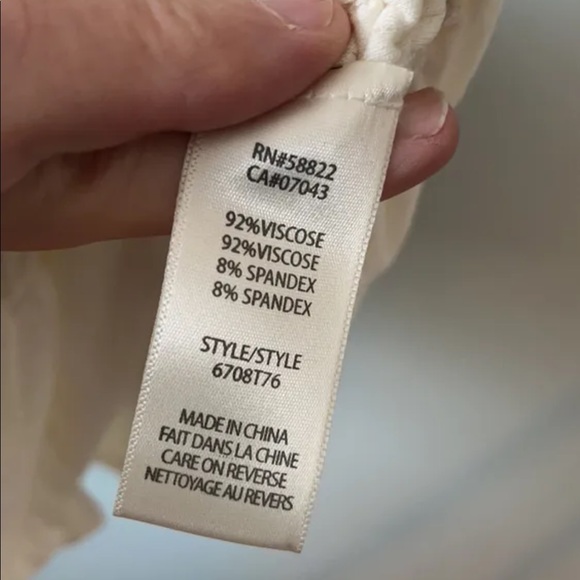 RN#58822
CA#07043
92%VISCOSE
92%VISCOSE
8% SPANDEX
8% SPANDEX
STYLE/STYLE
6708T76
MADE IN CHINA
FAIT DANS LA CHINE
CARE ON REVERSE
NETTOYAGE AU REVERS